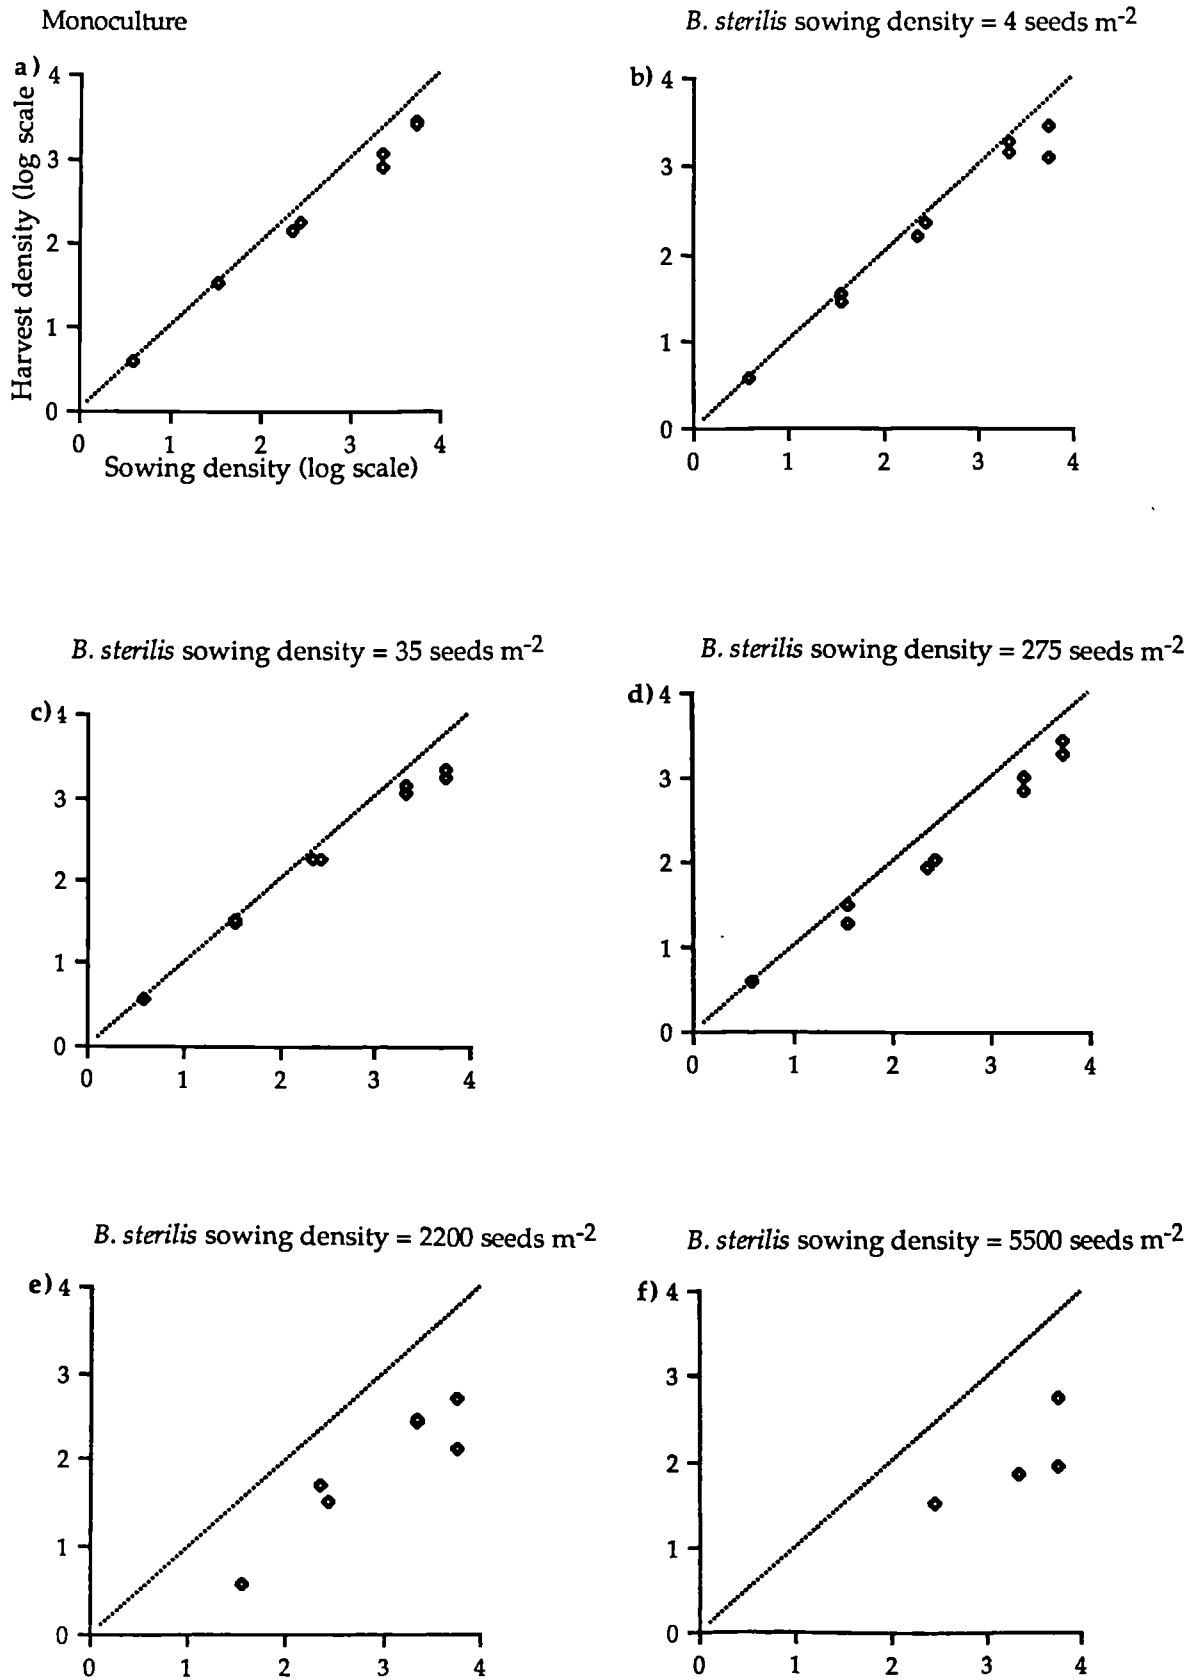 Monoculture
B. sterilis sowing density = 4 seeds m-2
a) 4
3
2
1
0
Harvest density (log scale)
0 1 2 3 4
Sowing density (log scale)
b) 4
3
2
1
0
0 1 2 3 4
B. sterilis sowing density = 35 seeds m-2
B. sterilis sowing density = 275 seeds m-2
c) 4
3
2
1
0
0 1 2 3 4
d) 4
3
2
1
0
0 1 2 3 4
B. sterilis sowing density = 2200 seeds m-2
B. sterilis sowing density = 5500 seeds m-2
e) 4
3
2
1
0
0 1 2 3 4
f) 4
3
2
1
0
0 1 2 3 4